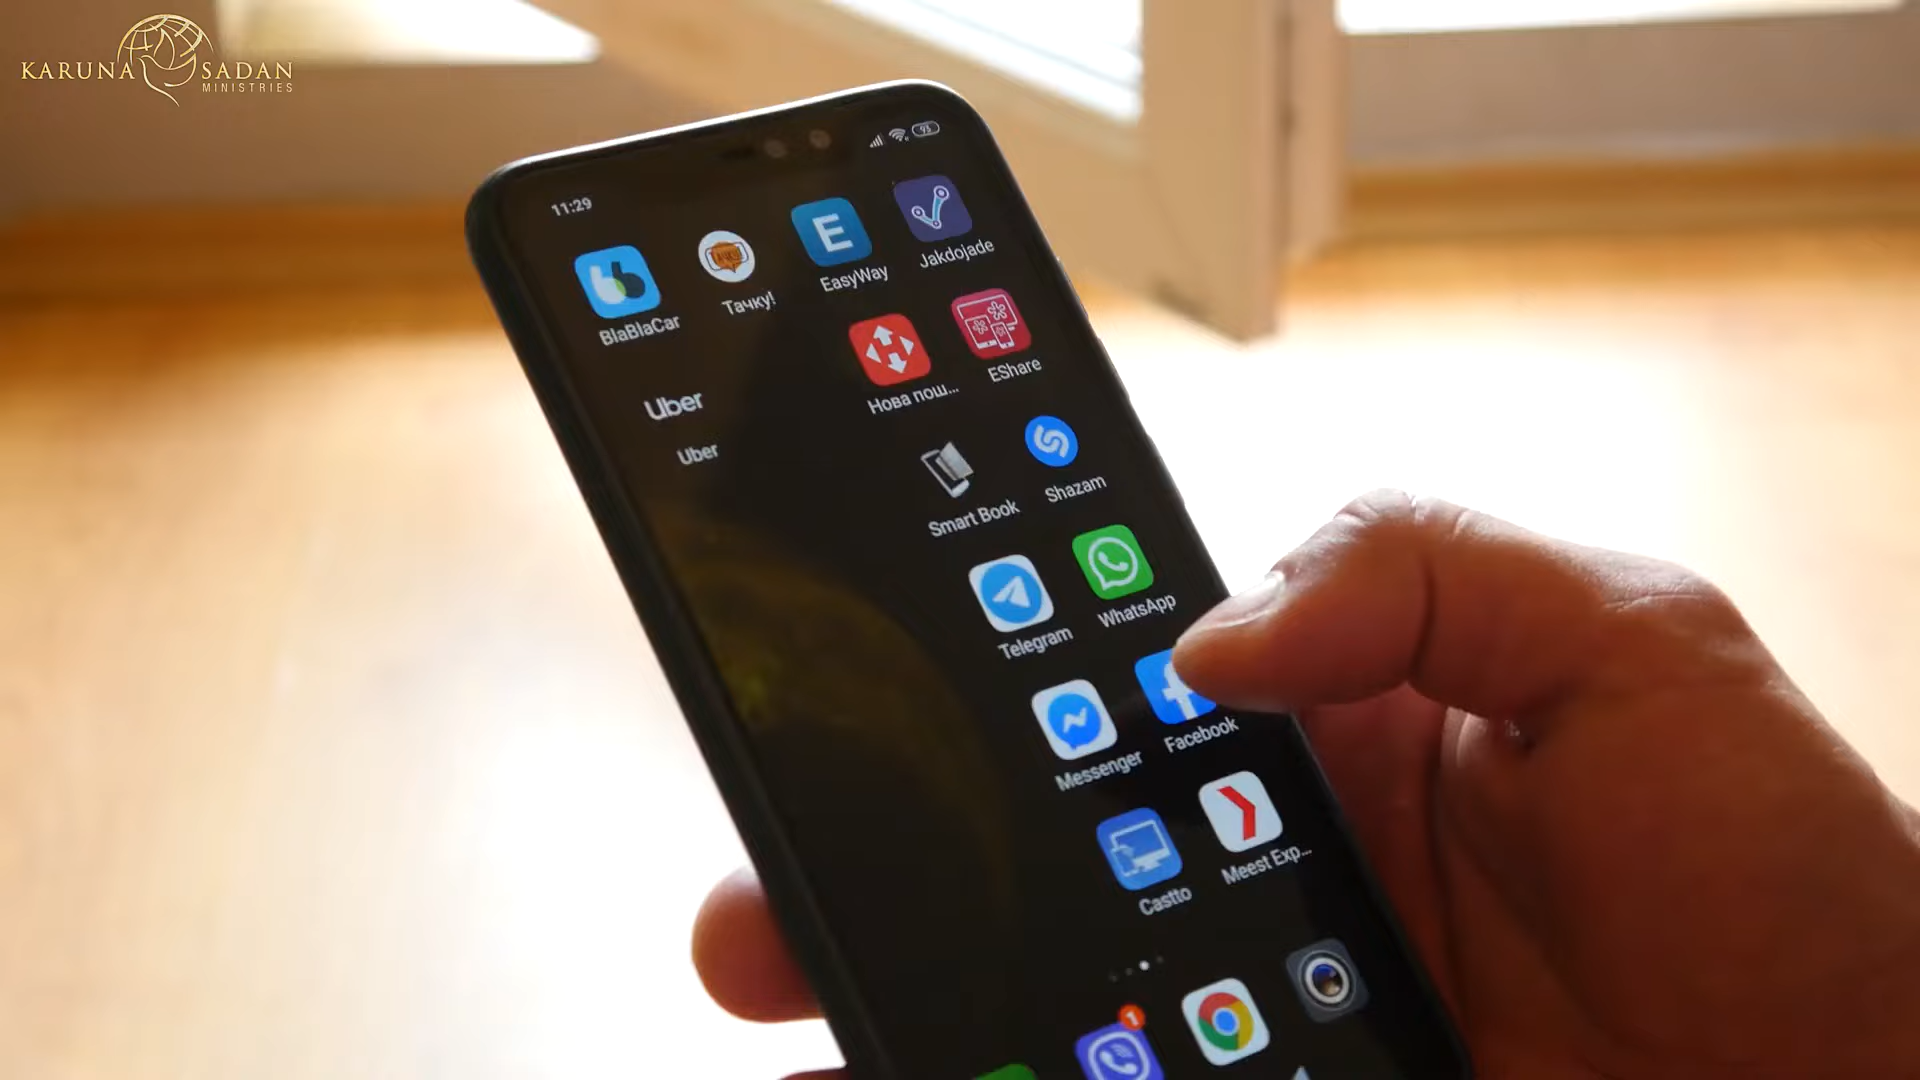 KARUNA SADAN
MINISTRIES
11:29
93
BlaBlaCar
Тачку!
EasyWay
Jakdojade
Uber
Uber
Нова пош...
EShare
Smart Book
Shazam
Telegram
WhatsApp
Messenger
Facebook
Castto
Meest Exp...
1